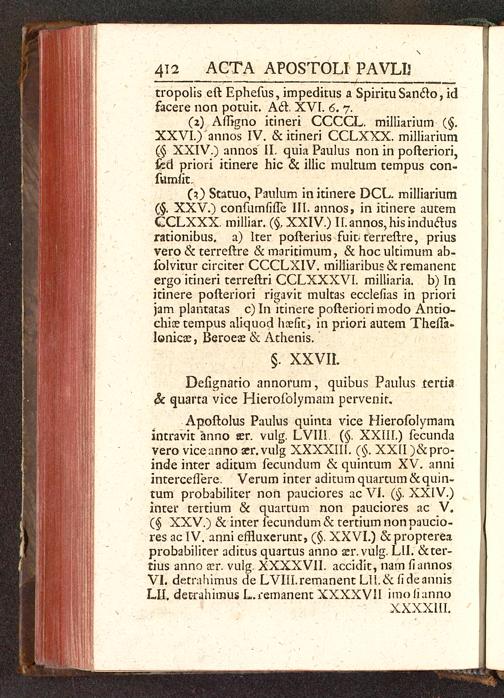 412 ACTA APOSTOLI PAVLI
tropolis eſt Epheſus, impeditus a Spiritu Sancto, id
facere non potuit. Act. XVI. 6. 7.
(2) Aſſigno itineri CCCCL. milliarium (§.
XXVI.) annos IV. & itineri CCLXXX. milliarium
(§ XXIV.) annos II. quia Paulus non in poſteriori,
ſed priori itinere hic & illic multum tempus con-
ſumſit.
(3) Statuo, Paulum in itinere DCL. milliarium
(§. XXV.) conſumſiſſe III. annos, in itinere autem
CCLXXX. milliar. (§. XXIV.) II. annos, his inductus
rationibus. a) Iter poſterius fuit terreſtre, prius
vero & terreſtre & maritimum, & hoc ultimum ab-
ſolvitur circiter CCCLXIV. milliaribus & remanent
ergo itineri terreſtri CCLXXXVI. milliaria. b) In
itinere poſteriori rigavit multas eccleſias in priori
jam plantatas c) In itinere poſteriori modo Antio-
chiæ tempus aliquod hæſit, in priori autem Theſſa-
lonicæ, Beroeæ & Athenis.
§. XXVII.
Deſignatio annorum, quibus Paulus tertia
& quarta vice Hieroſolymam pervenit.
Apoſtolus Paulus quinta vice Hieroſolymam
intravit anno ær. vulg. LVIII. (§. XXIII.) ſecunda
vero vice anno ær. vulg XXXXIII. (§. XXII) & pro-
inde inter aditum ſecundum & quintum XV. anni
interceſſere. Verum inter aditum quartum & quin-
tum probabiliter non pauciores ac VI. (§. XXIV.)
inter tertium & quartum non pauciores ac V.
(§ XXV.) & inter ſecundum & tertium non paucio-
res ac IV. anni effluxerunt, (§. XXVI.) & propterea
probabiliter aditus quartus anno ær. vulg. LII. & ter-
tius anno ær. vulg. XXXXVII. accidit, nam ſi annos
VI. detrahimus de LVIII. remanent LII. & ſi de annis
LII. detrahimus L. remanent XXXXVII imo ſi anno
XXXXIII.